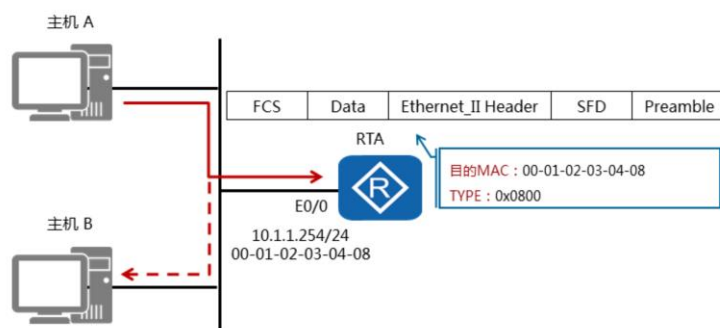 主机 A
FCS Data Ethernet_II Header SFD Preamble
RTA
目的MAC：00-01-02-03-04-08
TYPE：0x0800
R
E0/0
主机 B
10.1.1.254/24
00-01-02-03-04-08